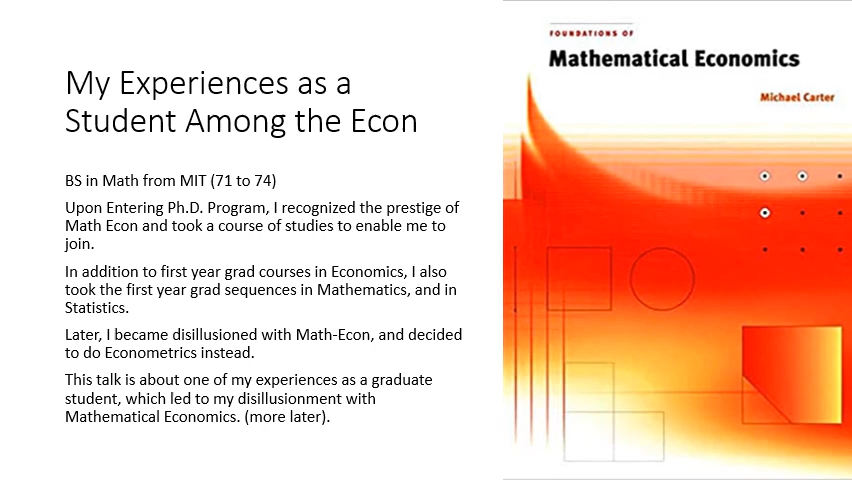 My Experiences as a
Student Among the Econ
BS in Math from MIT (71 to 74)
Upon Entering Ph.D. Program, I recognized the prestige of
Math Econ and took a course of studies to enable me to
join.
In addition to first year grad courses in Economics, I also
took the first year grad sequences in Mathematics, and in
Statistics.
Later, I became disillusioned with Math-Econ, and decided
to do Econometrics instead.
This talk is about one of my experiences as a graduate
student, which led to my disillusionment with
Mathematical Economics. (more later).
FOUNDATIONS OF
Mathematical Economics
Michael Carter